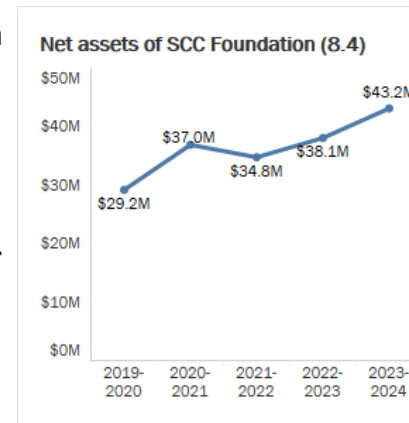 Net assets of SCC Foundation (8.4)
$50M
$43.2M
$40M
$37.0M
$38.1M
$34.8M
$30M
$29.2M
$20M
$10M
$0M
2019- 2020- 2021- 2022- 2023-
2020 2021 2022 2023 2024